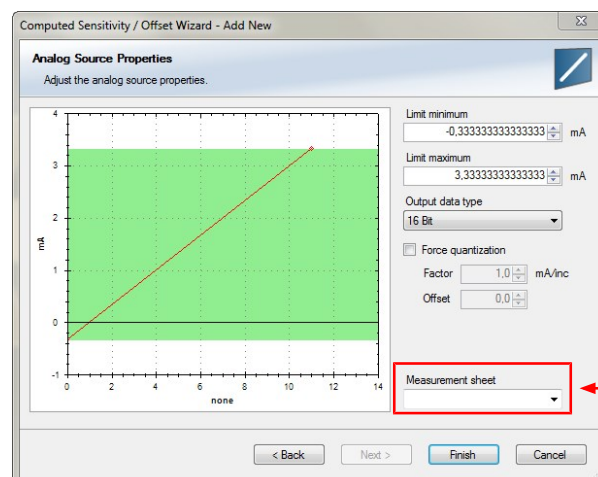 Computed Sensitivity / Offset Wizard - Add New
Analog Source Properties
Adjust the analog source properties.
4
3
2
1
0
-1
mA
0 2 4 6 8 10 12 14
none
Limit minimum
-0,333333333333333 mA
Limit maximum
3,33333333333333 mA
Output data type
16 Bit
Force quantization
Factor 1,0 mA/inc
Offset 0,0
Measurement sheet
< Back Next > Finish Cancel